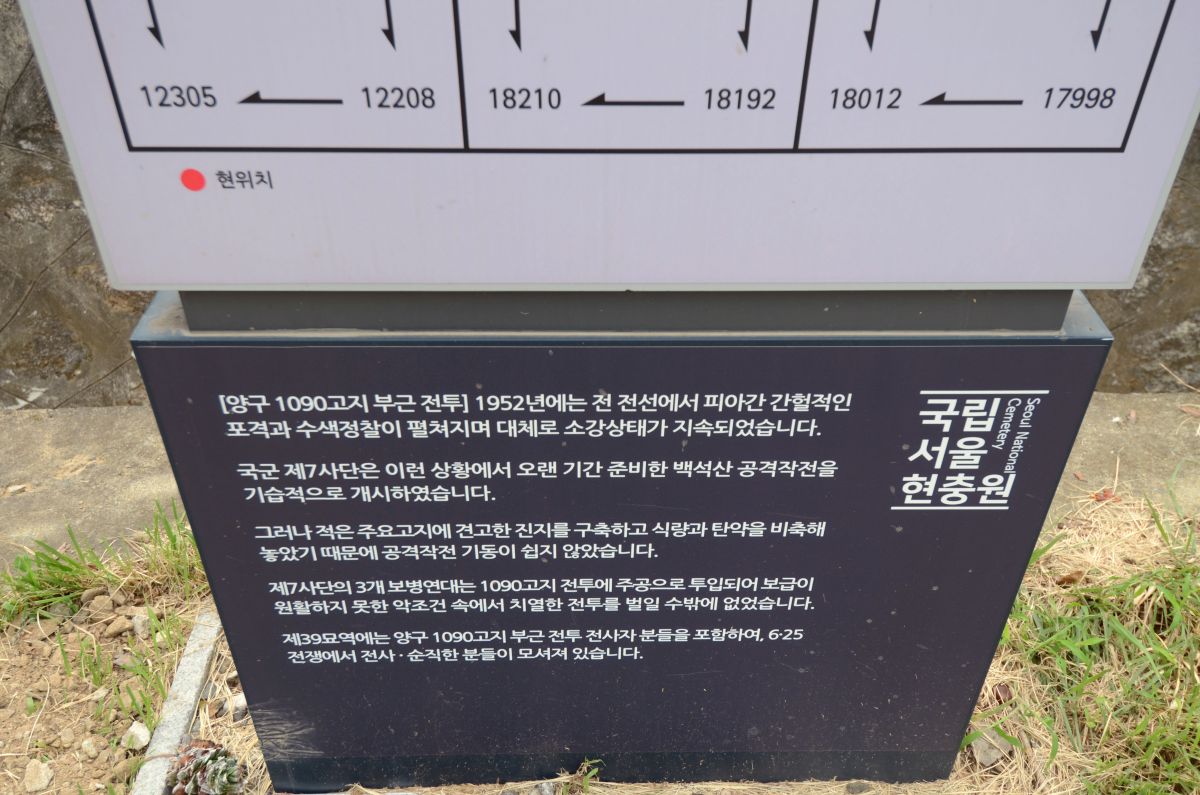 12305 12208 18210 18192 18012 17998
현위치
[양구 1090고지 부근 전투] 1952년에는 전 전선에서 피아간 간헐적인
포격과 수색정찰이 펼쳐지며 대체로 소강상태가 지속되었습니다.
국군 제7사단은 이런 상황에서 오랜 기간 준비한 백석산 공격작전을
기습적으로 개시하였습니다.
그러나 적은 주요고지에 견고한 진지를 구축하고 식량과 탄약을 비축해
놓았기 때문에 공격작전 기동이 쉽지 않았습니다.
제7사단의 3개 보병연대는 1090고지 전투에 주공으로 투입되어 보급이
원활하지 못한 악조건 속에서 치열한 전투를 벌일 수밖에 없었습니다.
제39묘역에는 양구 1090고지 부근 전투 전사자 분들을 포함하여, 6·25
전쟁에서 전사·순직한 분들이 모셔져 있습니다.
국립
서울
현충원
Seoul National
Cemetery